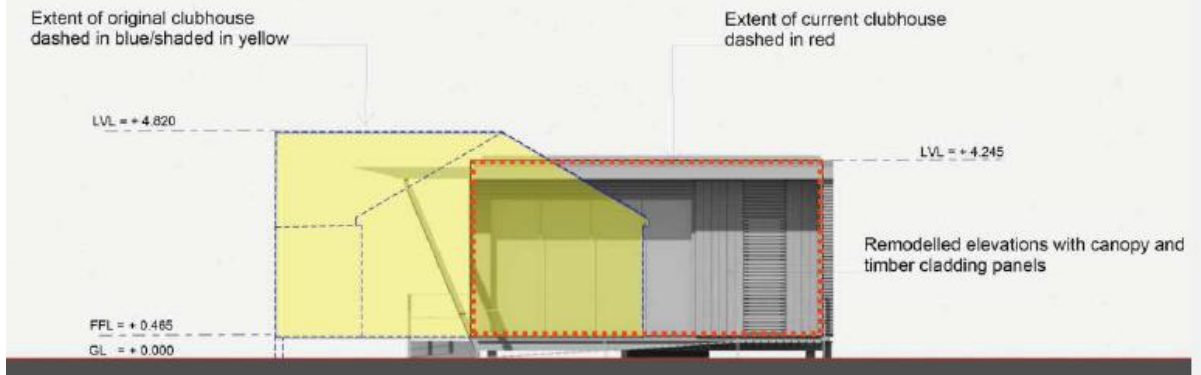 Extent of original clubhouse
dashed in blue/shaded in yellow
Extent of current clubhouse
dashed in red
LVL = + 4.820
LVL = + 4.245
Remodelled elevations with canopy and
timber cladding panels
FFL = + 0.465
GL = + 0.000